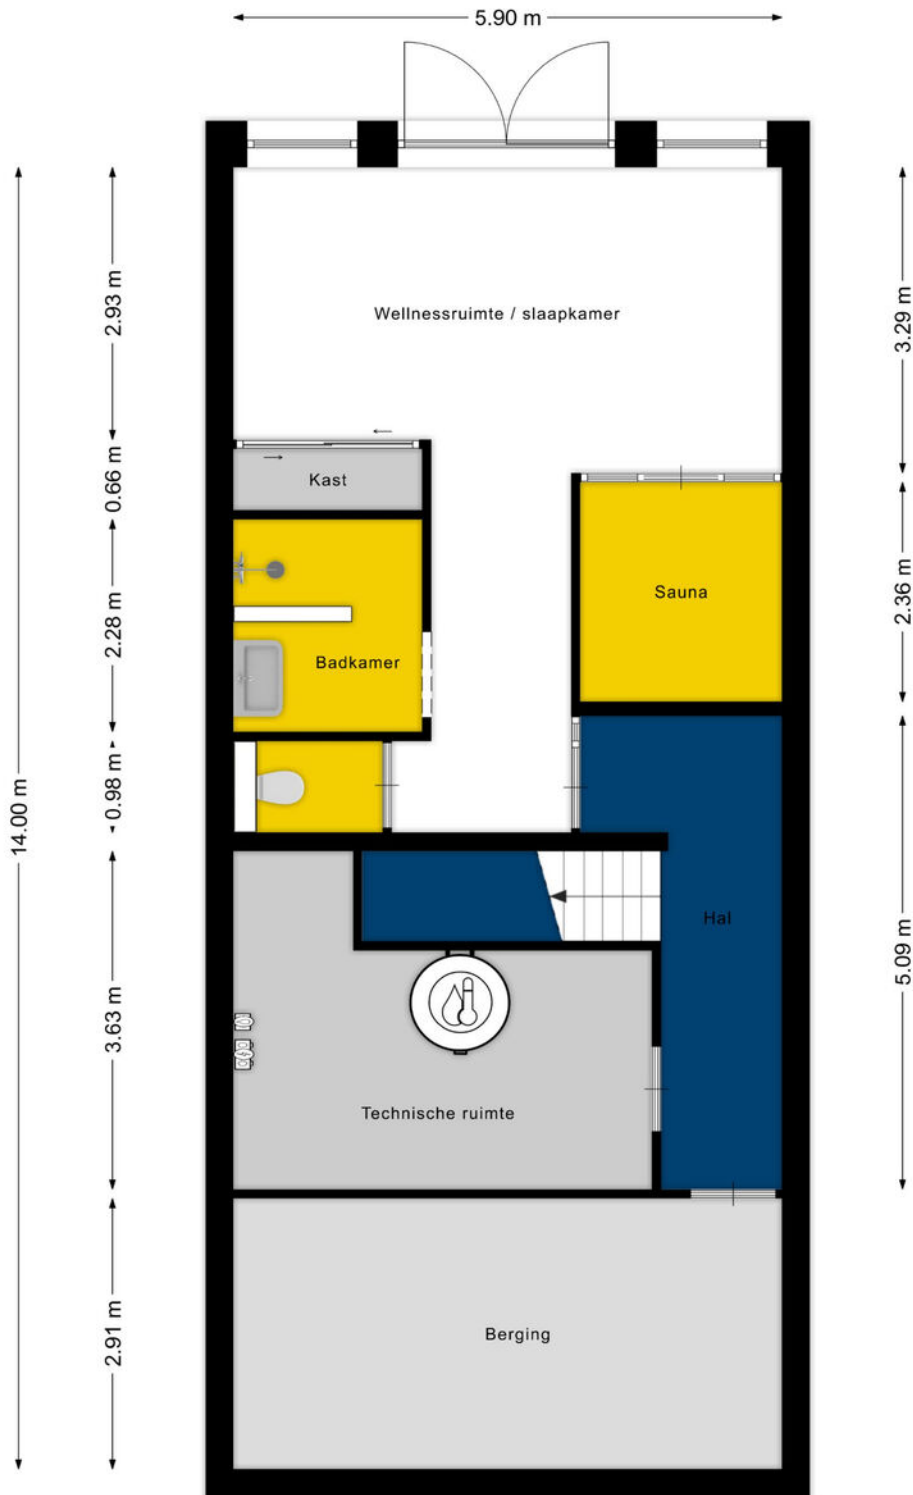 5.90 m
2.93 m
3.29 m
Wellnessruimte / slaapkamer
0.66 m
Kast
2.28 m
2.36 m
Sauna
Badkamer
0.98 m
14.00 m
Hal
5.09 m
3.63 m
Technische ruimte
2.91 m
Berging